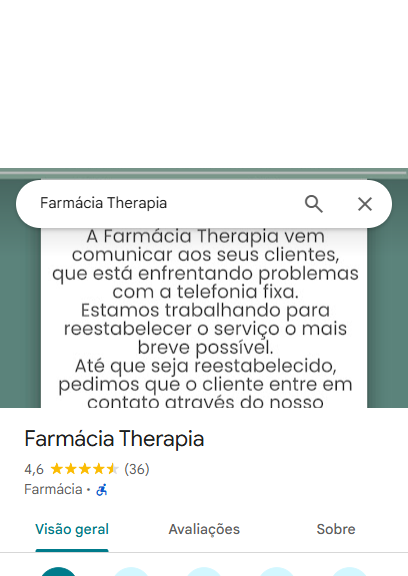 Farmácia Therapia
A Farmácia Therapia vem
comunicar aos seus clientes,
que está enfrentando problemas
com a telefonia fixa.
Estamos trabalhando para
reestabelecer o serviço o mais
breve possível.
Até que seja reestabelecido,
pedimos que o cliente entre em
contato através do nosso
Farmácia Therapia
4,6 (36)
Farmácia ·
Visão geral Avaliações Sobre